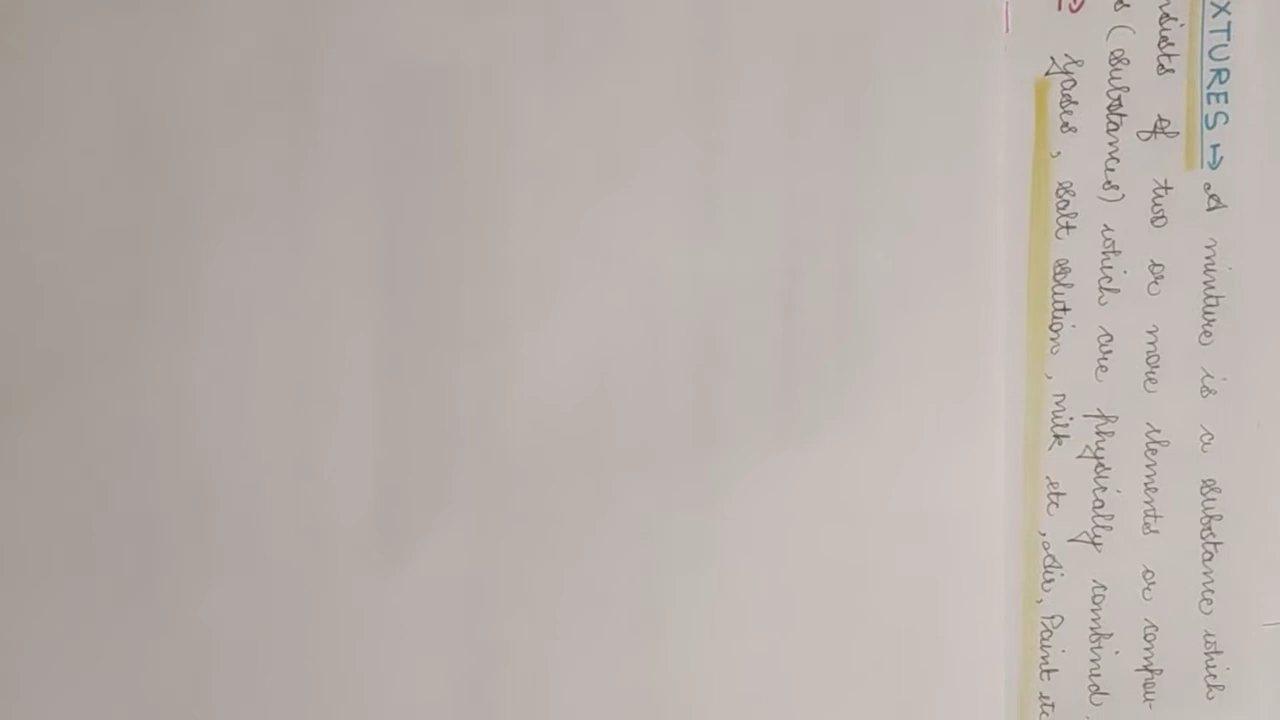 XTURES ↦ A minture is a substance which
nsists of two or more elements or compou-
s (substances) which are physically combined.
⇒ Gases, salt solution, milk etc, Air, Paint etc